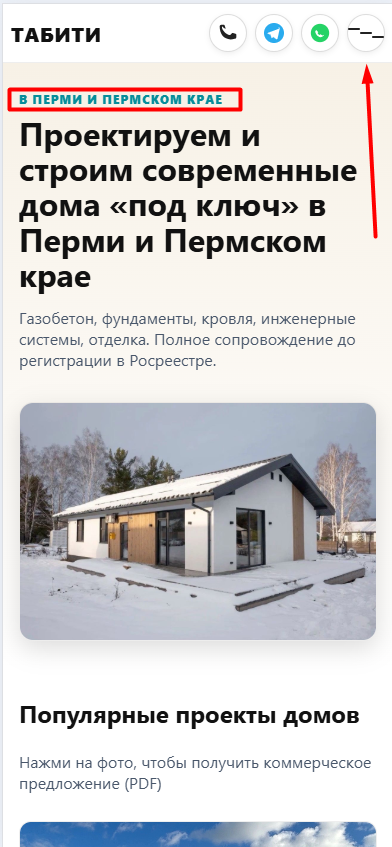 ТАБИТИ
В ПЕРМИ И ПЕРМСКОМ КРАЕ
Проектируем и
строим современные
дома «под ключ» в
Перми и Пермском
крае
Газобетон, фундаменты, кровля, инженерные
системы, отделка. Полное сопровождение до
регистрации в Росреестре.
Популярные проекты домов
Нажми на фото, чтобы получить коммерческое
предложение (PDF)